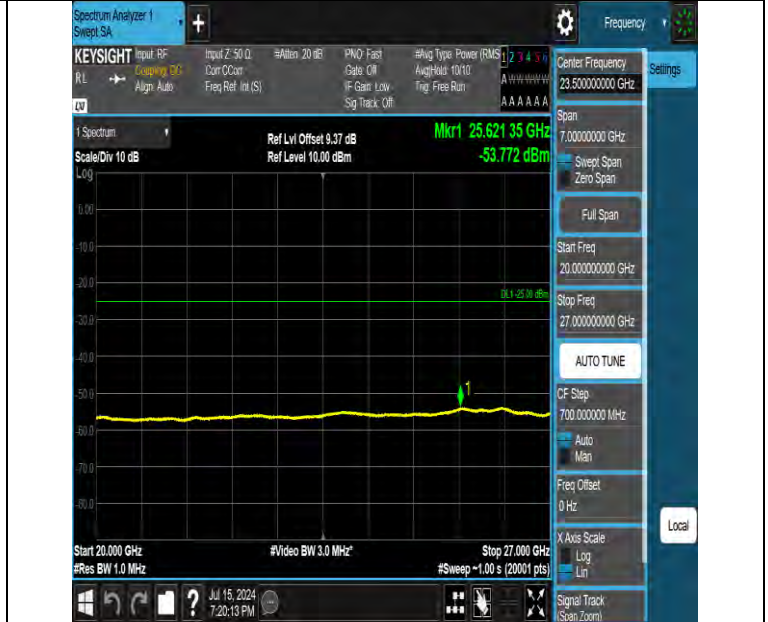 Spectrum Analyzer 1
Swept SA
+
Frequency
KEYSIGHT
RL
LXI
Input: RF
Coupling: DC
Align: Auto
Input Z: 50 Ω
Corr CCorr
Freq Ref: Int (S)
#Atten: 20 dB
PNO: Fast
Gate: Off
IF Gain: Low
Sig Track: Off
#Avg Type: Power (RMS
Avg|Hold: 10/10
Trig: Free Run
1 2 3 4 5 6
A W W W W W
A A A A A A
1 Spectrum
Scale/Div 10 dB
Ref Lvl Offset 9.37 dB
Ref Level 10.00 dBm
Mkr1 25.621 35 GHz
-53.772 dBm
Log
0.00
-10.0
-20.0
-30.0
-40.0
-50.0
-60.0
-70.0
-80.0
DL1 -25.00 dBm
1
Start 20.000 GHz
#Res BW 1.0 MHz
#Video BW 3.0 MHz*
Stop 27.000 GHz
#Sweep ~1.00 s (20001 pts)
Jul 15, 2024
7:20:13 PM
Center Frequency
23.500000000 GHz
Settings
Span
7.00000000 GHz
Swept Span
Zero Span
Full Span
Start Freq
20.000000000 GHz
Stop Freq
27.000000000 GHz
AUTO TUNE
CF Step
700.000000 MHz
Auto
Man
Freq Offset
0 Hz
X Axis Scale
Log
Lin
Local
Signal Track
(Span Zoom)